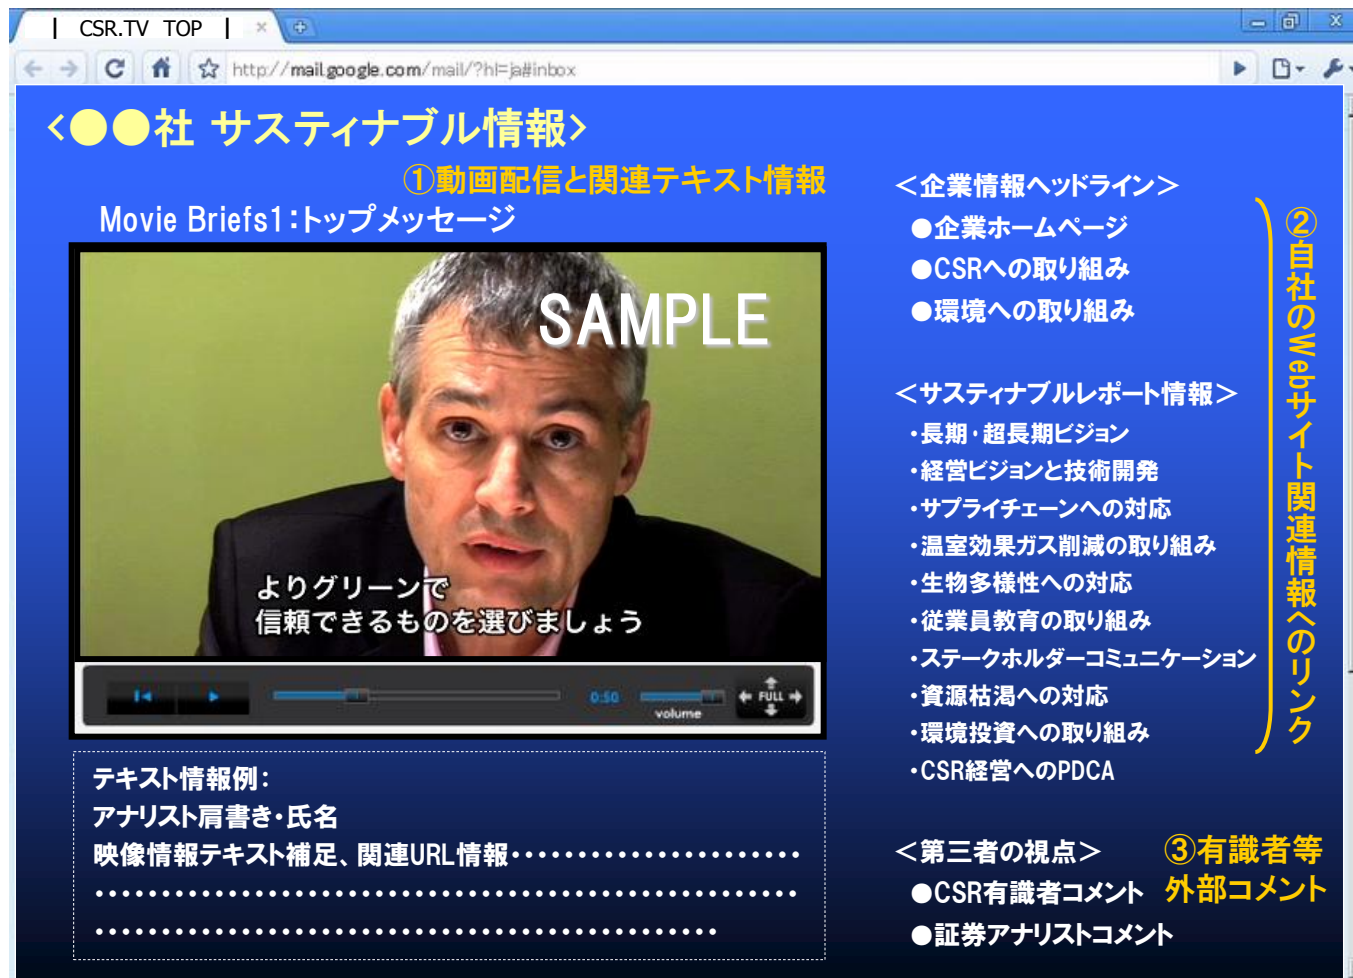 | CSR.TV TOP |
http://mail.google.com/mail/?hl=ja#inbox
<●●社 サスティナブル情報>
①動画配信と関連テキスト情報
Movie Briefs1:トップメッセージ
SAMPLE
よりグリーンで
信頼できるものを選びましょう
0:50
volume
FULL
テキスト情報例:
アナリスト肩書き・氏名
映像情報テキスト補足、関連URL情報・・・・・・・・・・・・・・・・・・・・・・
・・・・・・・・・・・・・・・・・・・・・・・・・・・・・・・・・・・・・・・・・・・・・・・・・・・・・
・・・・・・・・・・・・・・・・・・・・・・・・・・・・・・・・・・・・・・・・・・・・・・・
<企業情報ヘッドライン>
●企業ホームページ
●CSRへの取り組み
●環境への取り組み
<サスティナブルレポート情報>
・長期・超長期ビジョン
・経営ビジョンと技術開発
・サプライチェーンへの対応
・温室効果ガス削減の取り組み
・生物多様性への対応
・従業員教育の取り組み
・ステークホルダーコミュニケーション
・資源枯渇への対応
・環境投資への取り組み
・CSR経営へのPDCA
②自社のWebサイト関連情報へのリンク
<第三者の視点>
●CSR有識者コメント
●証券アナリストコメント
③有識者等
外部コメント